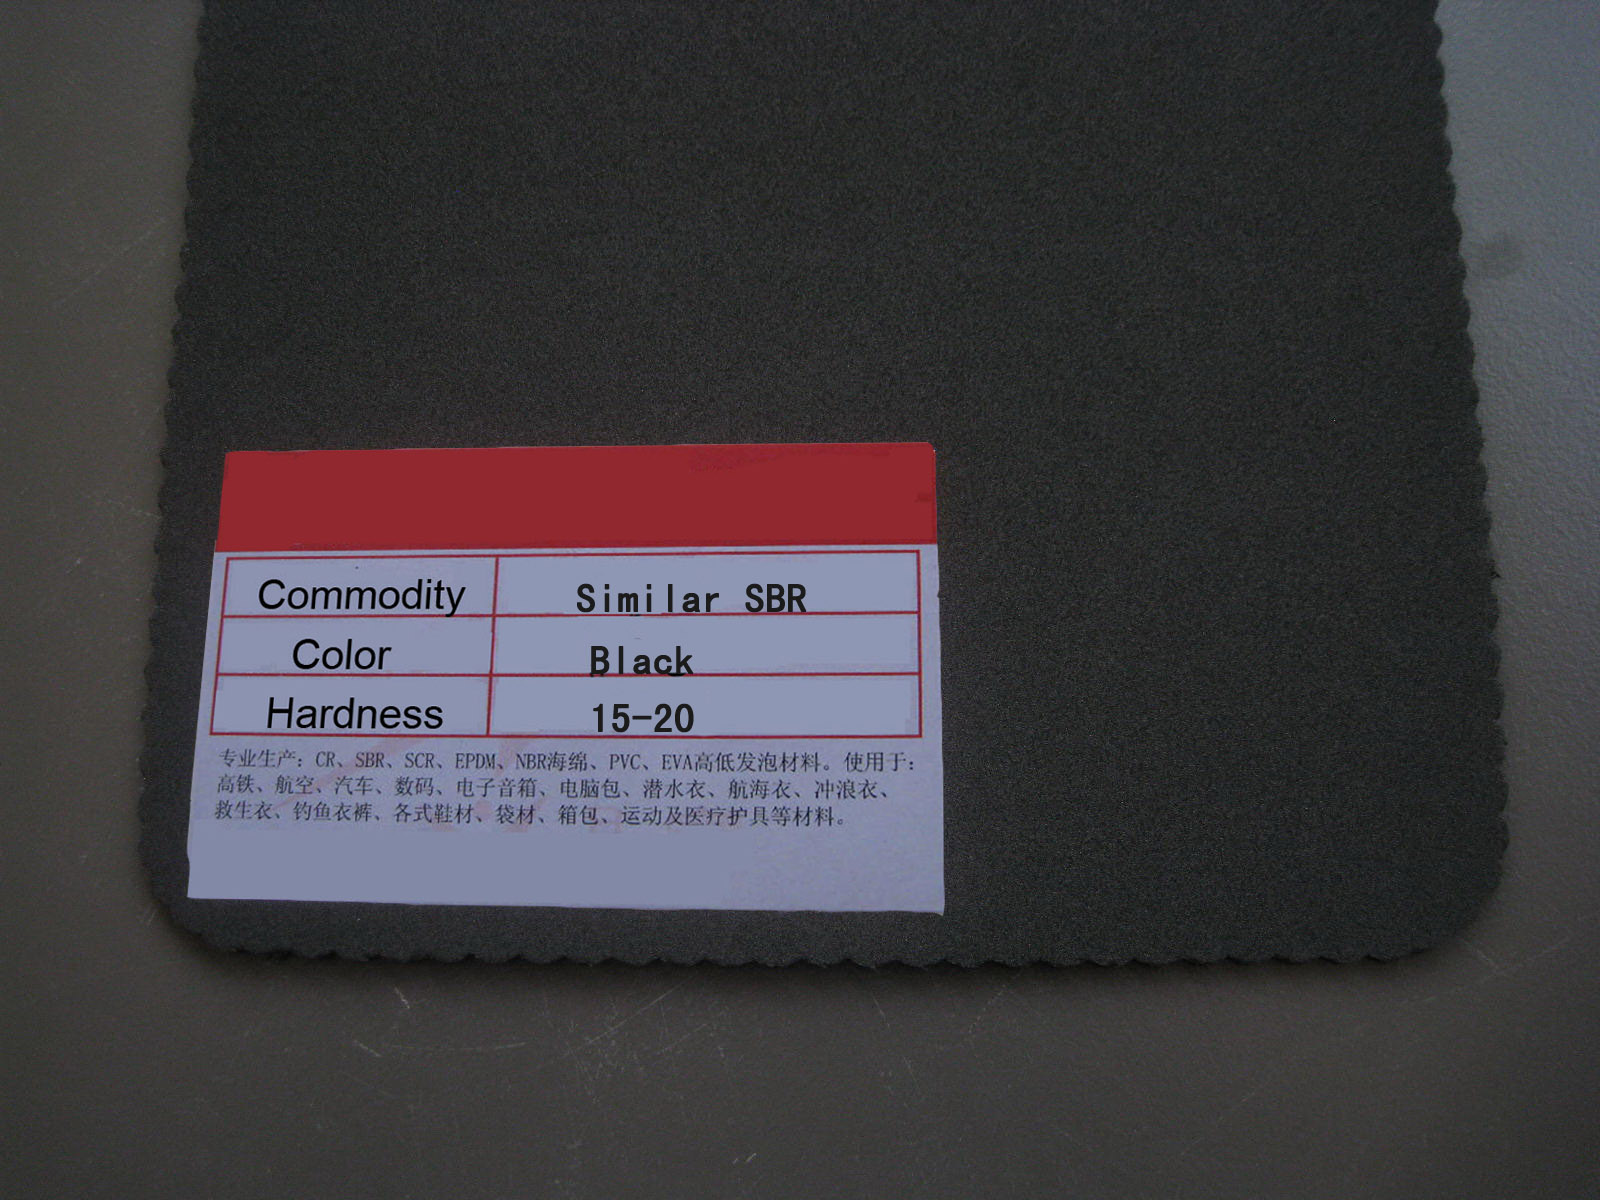 Commodity Similar SBR
Color Black
Hardness 15-20
专业生产：CR、SBR、SCR、EPDM、NBR海绵、PVC、EVA高低发泡材料。使用于：
高铁、航空、汽车、数码、电子音箱、电脑包、潜水衣、航海衣、冲浪衣、
救生衣、钓鱼衣裤、各式鞋材、袋材、箱包、运动及医疗护具等材料。